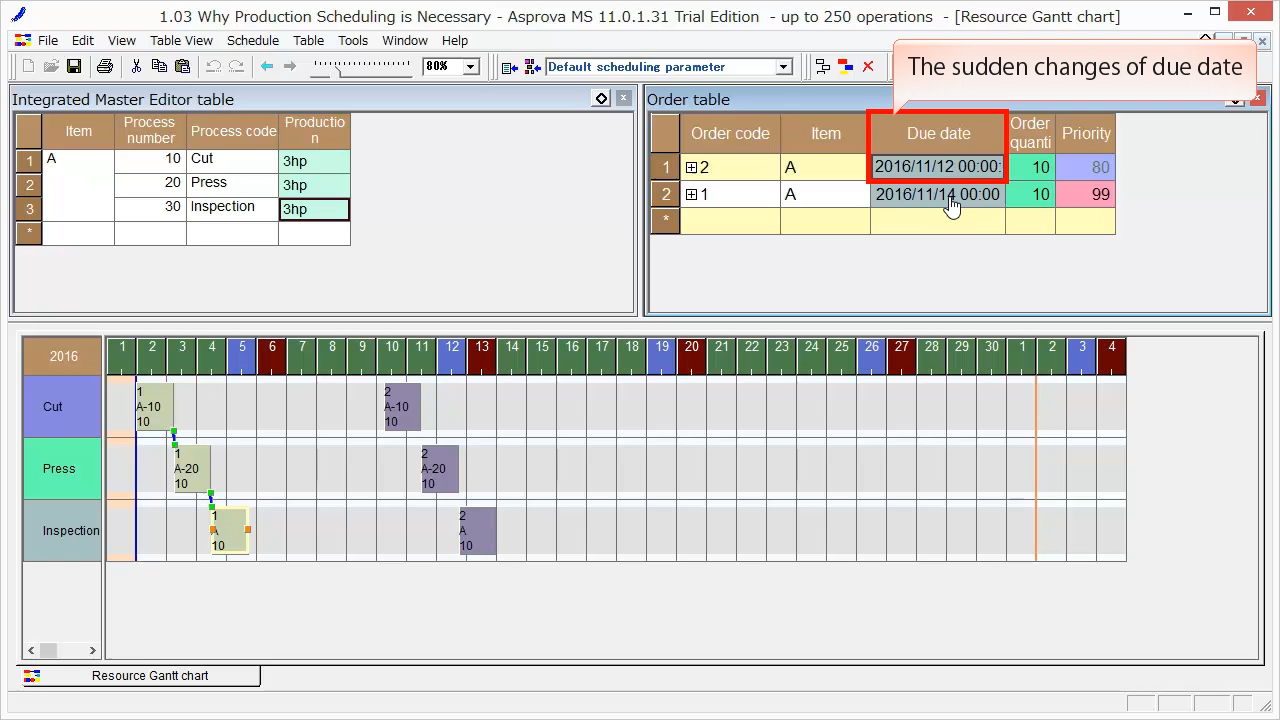 1.03 Why Production Scheduling is Necessary - Asprova MS 11.0.1.31 Trial Edition - up to 250 operations - [Resource Gantt chart]
File Edit View Table View Schedule Table Tools Window Help
80% Default scheduling parameter
The sudden changes of due date
Integrated Master Editor table
Item Process number Process code Productio n
1 A 10 Cut 3hp
2 20 Press 3hp
3 30 Inspection 3hp
*
Order table
Order code Item Due date Order quanti Priority
1 2 A 2016/11/12 00:00: 10 80
2 1 A 2016/11/14 00:00 10 99
*
2016 1 2 3 4 5 6 7 8 9 10 11 12 13 14 15 16 17 18 19 20 21 22 23 24 25 26 27 28 29 30 1 2 3 4
Cut
1
A-10
10
2
A-10
10
Press
1
A-20
10
2
A-20
10
Inspection
1
A
10
2
A
10
Resource Gantt chart